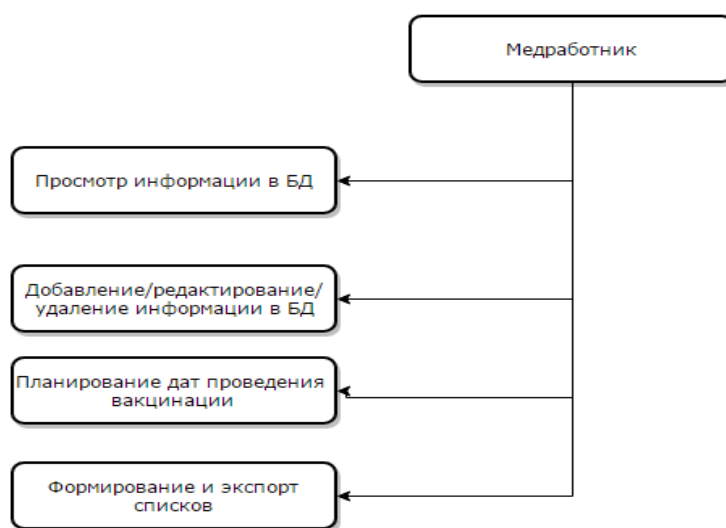 Медработник
Просмотр информации в БД
Добавление/редактирование/
удаление информации в БД
Планирование дат проведения
вакцинации
Формирование и экспорт
списков